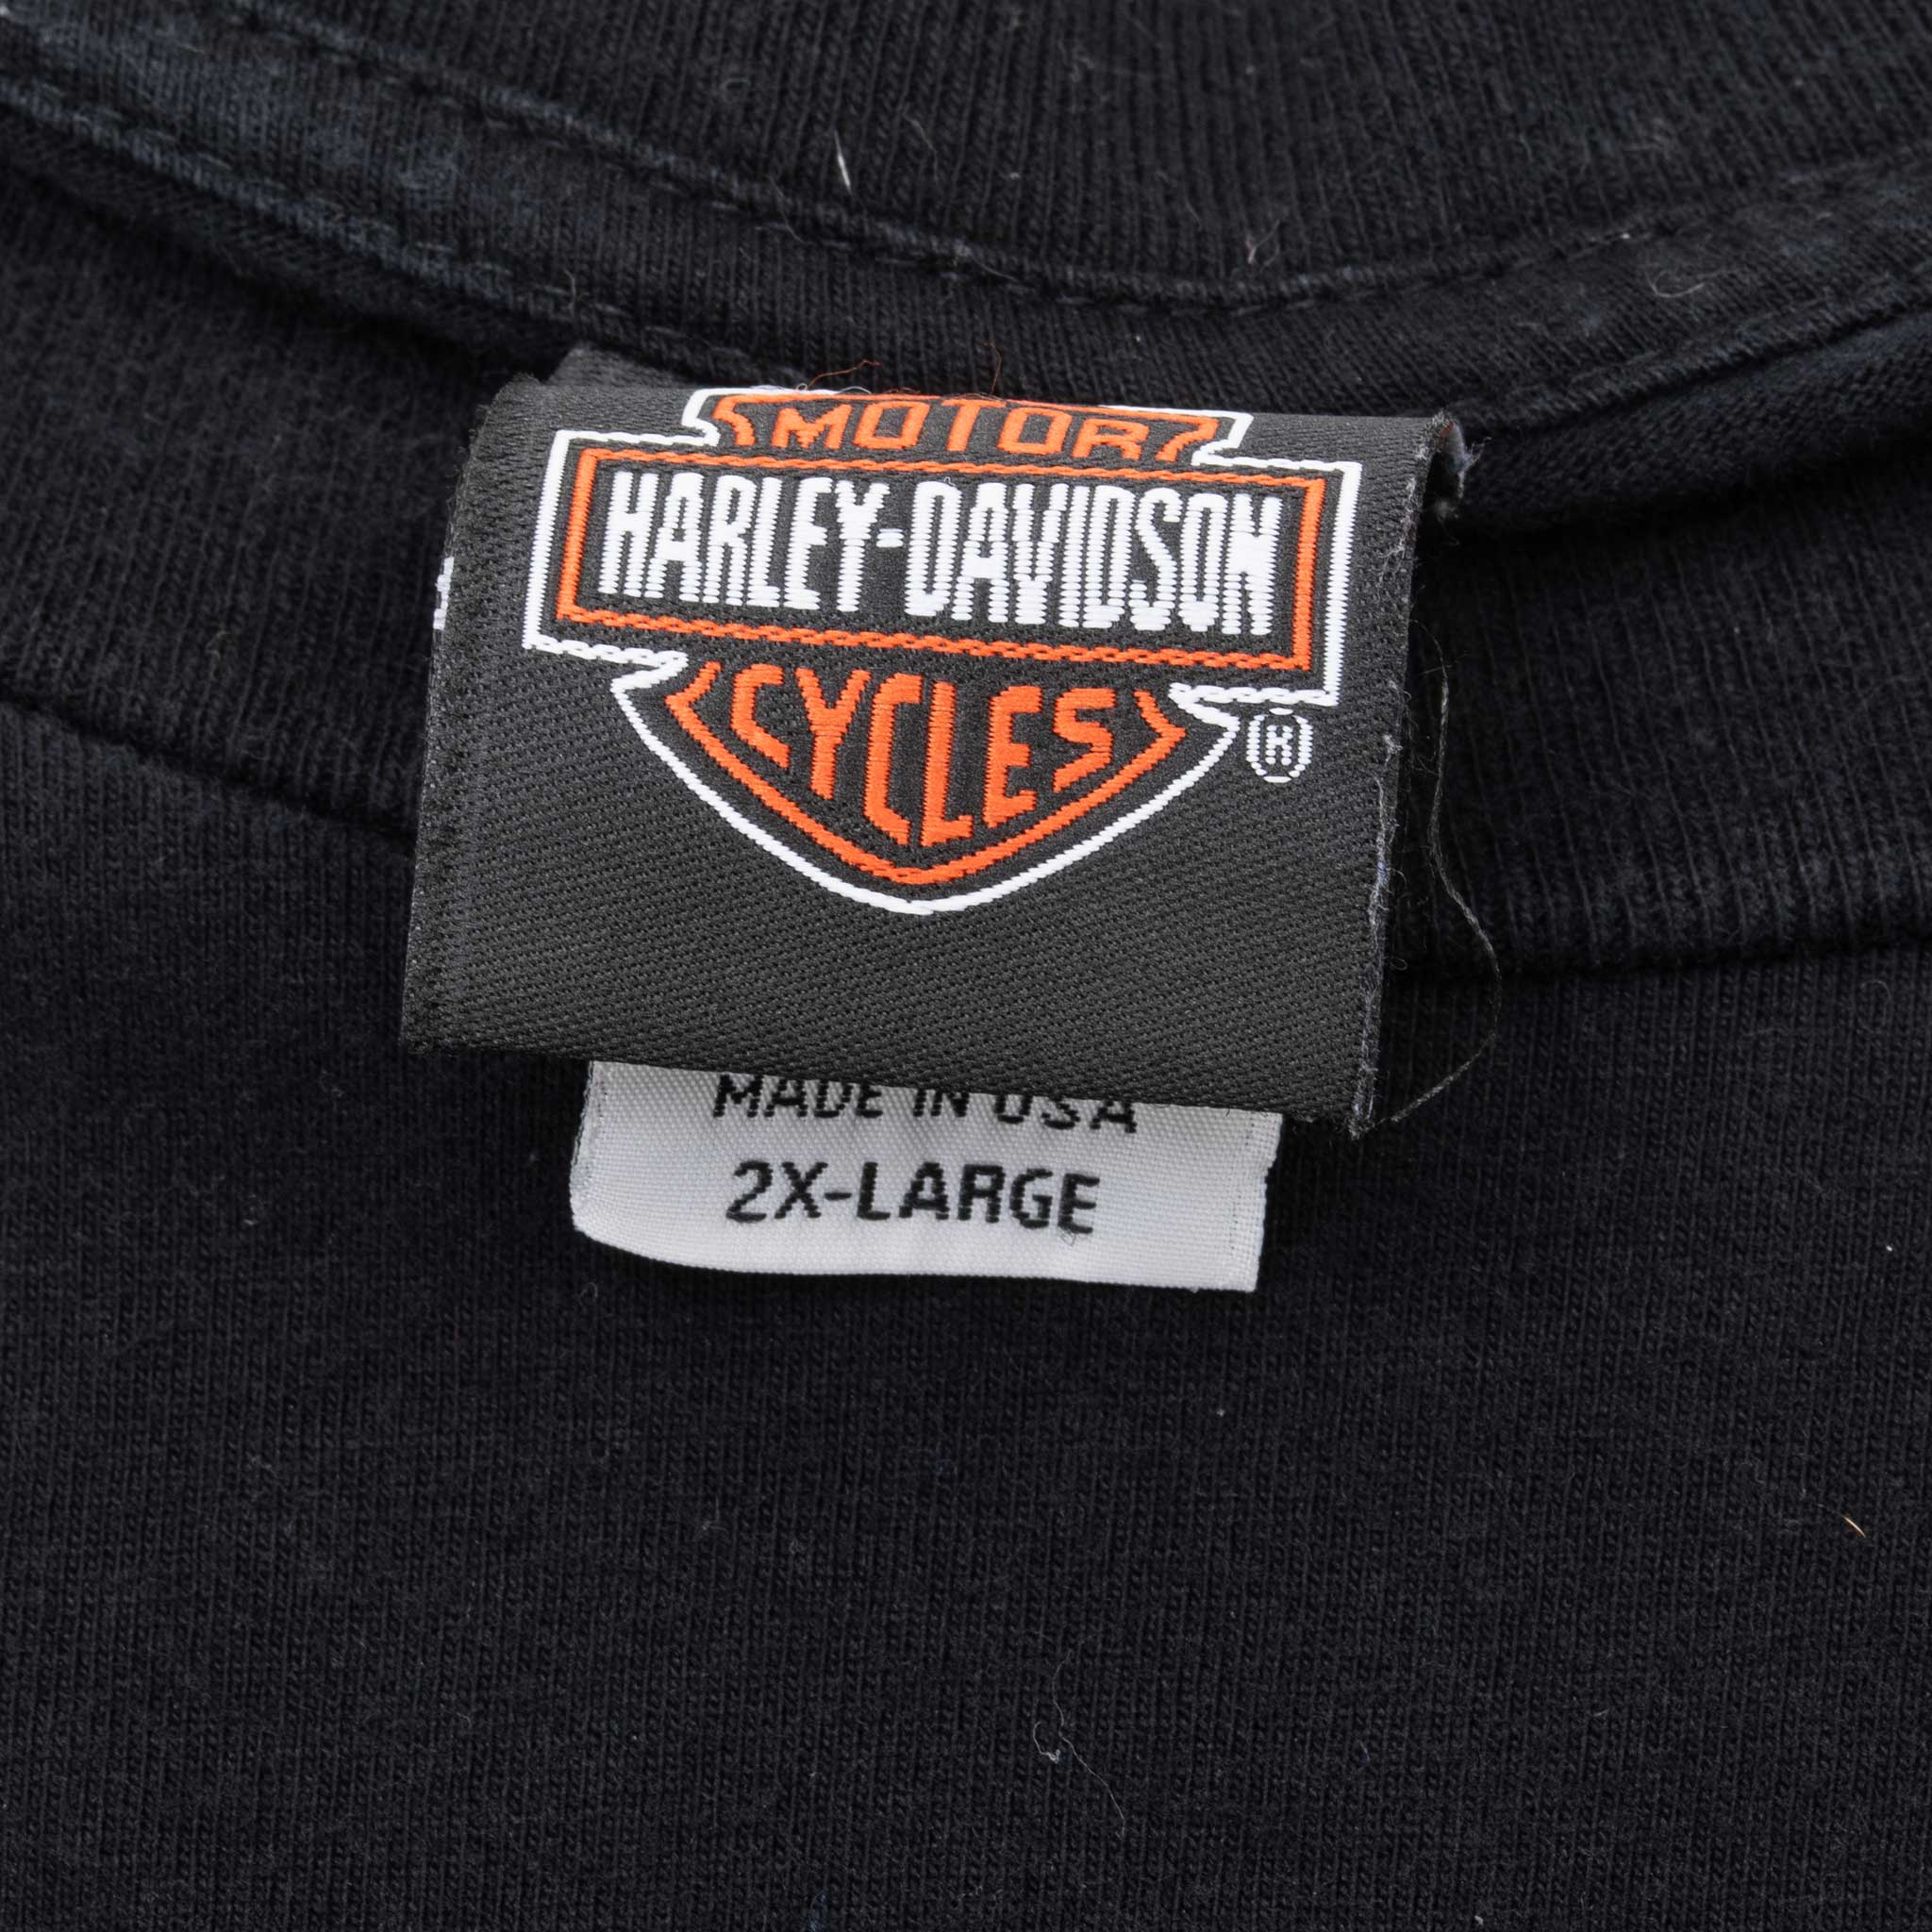 MOTOR
HARLEY-DAVIDSON
CYCLES
®
MADE IN USA
2X-LARGE